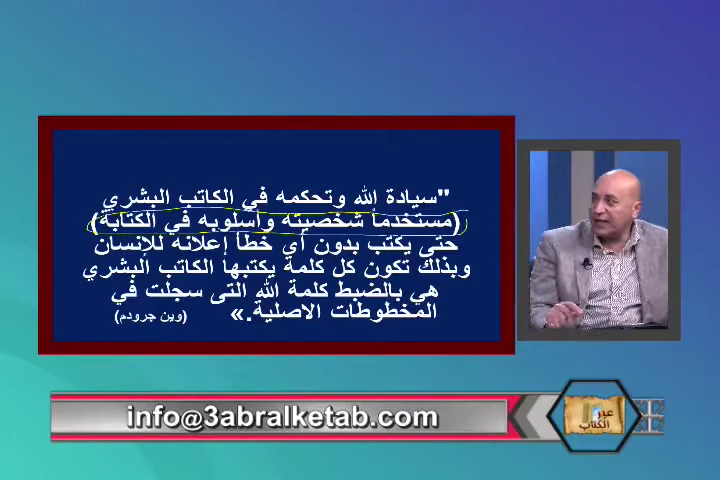 "سيادة الله وتحكمه في الكاتب البشري
(مستخدماً شخصيته وأسلوبه في الكتابة)
حتى يكتب بدون أي خطأ إعلانه للإنسان
وبذلك تكون كل كلمة يكتبها الكاتب البشري
هي بالضبط كلمة الله التى سجلت في
المخطوطات الاصلية.»
(وين جرودم)
info@3abralketab.com
عبر
الكتاب